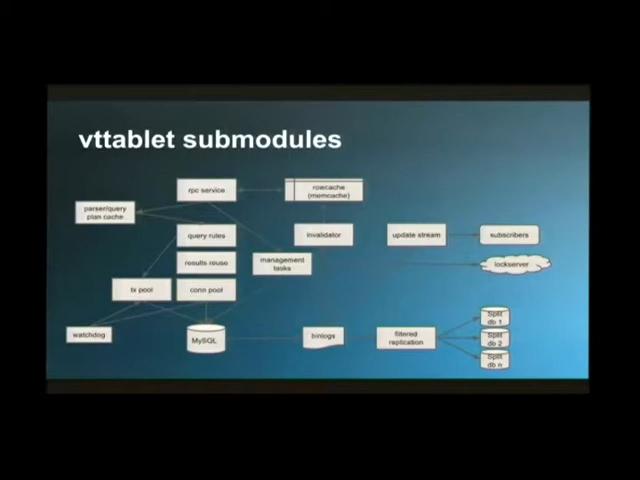 vttablet submodules
rpc service
rowcache
(memcache)
parser/query
plan cache
query rules
invalidator
update stream
subscribers
results reuse
management
tasks
lockserver
tx pool
conn pool
watchdog
MySQL
binlogs
filtered
replication
Split
db 1
Split
db 2
Split
db n